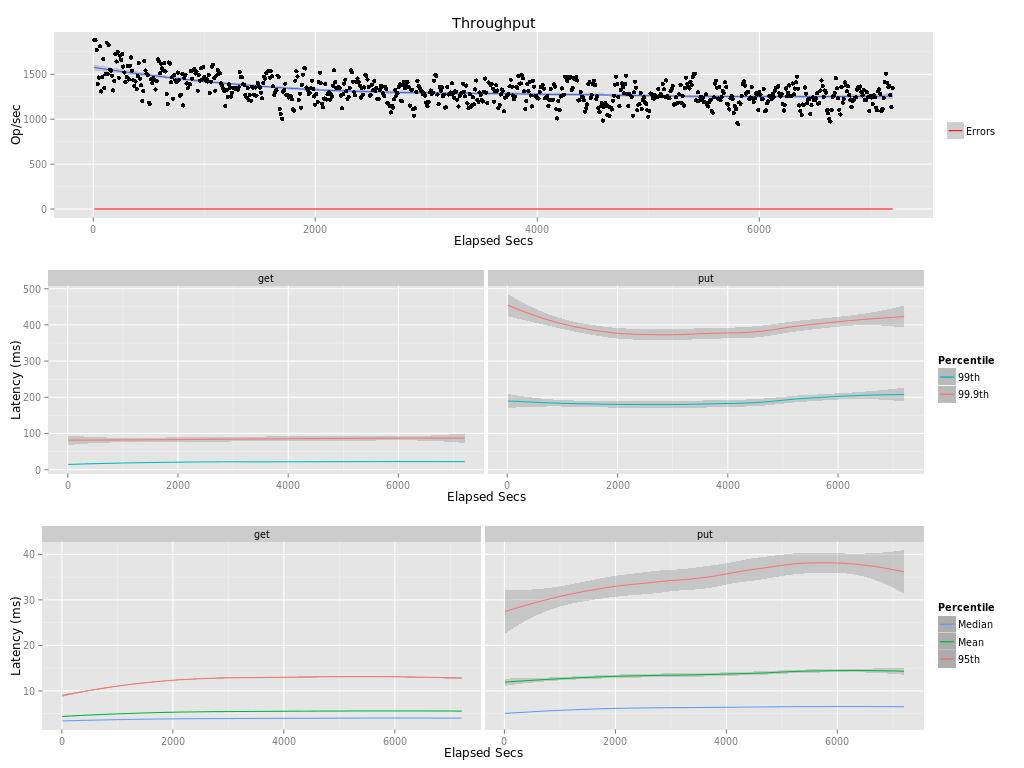 Throughput
1500
1000
500
0
Op/sec
0 2000 4000 6000
Elapsed Secs
Errors
get put
500
400
300
200
100
0
Latency (ms)
0 2000 4000 6000 0 2000 4000 6000
Elapsed Secs
Percentile
99th
99.9th
get put
40
30
20
10
Latency (ms)
0 2000 4000 6000 0 2000 4000 6000
Elapsed Secs
Percentile
Median
Mean
95th